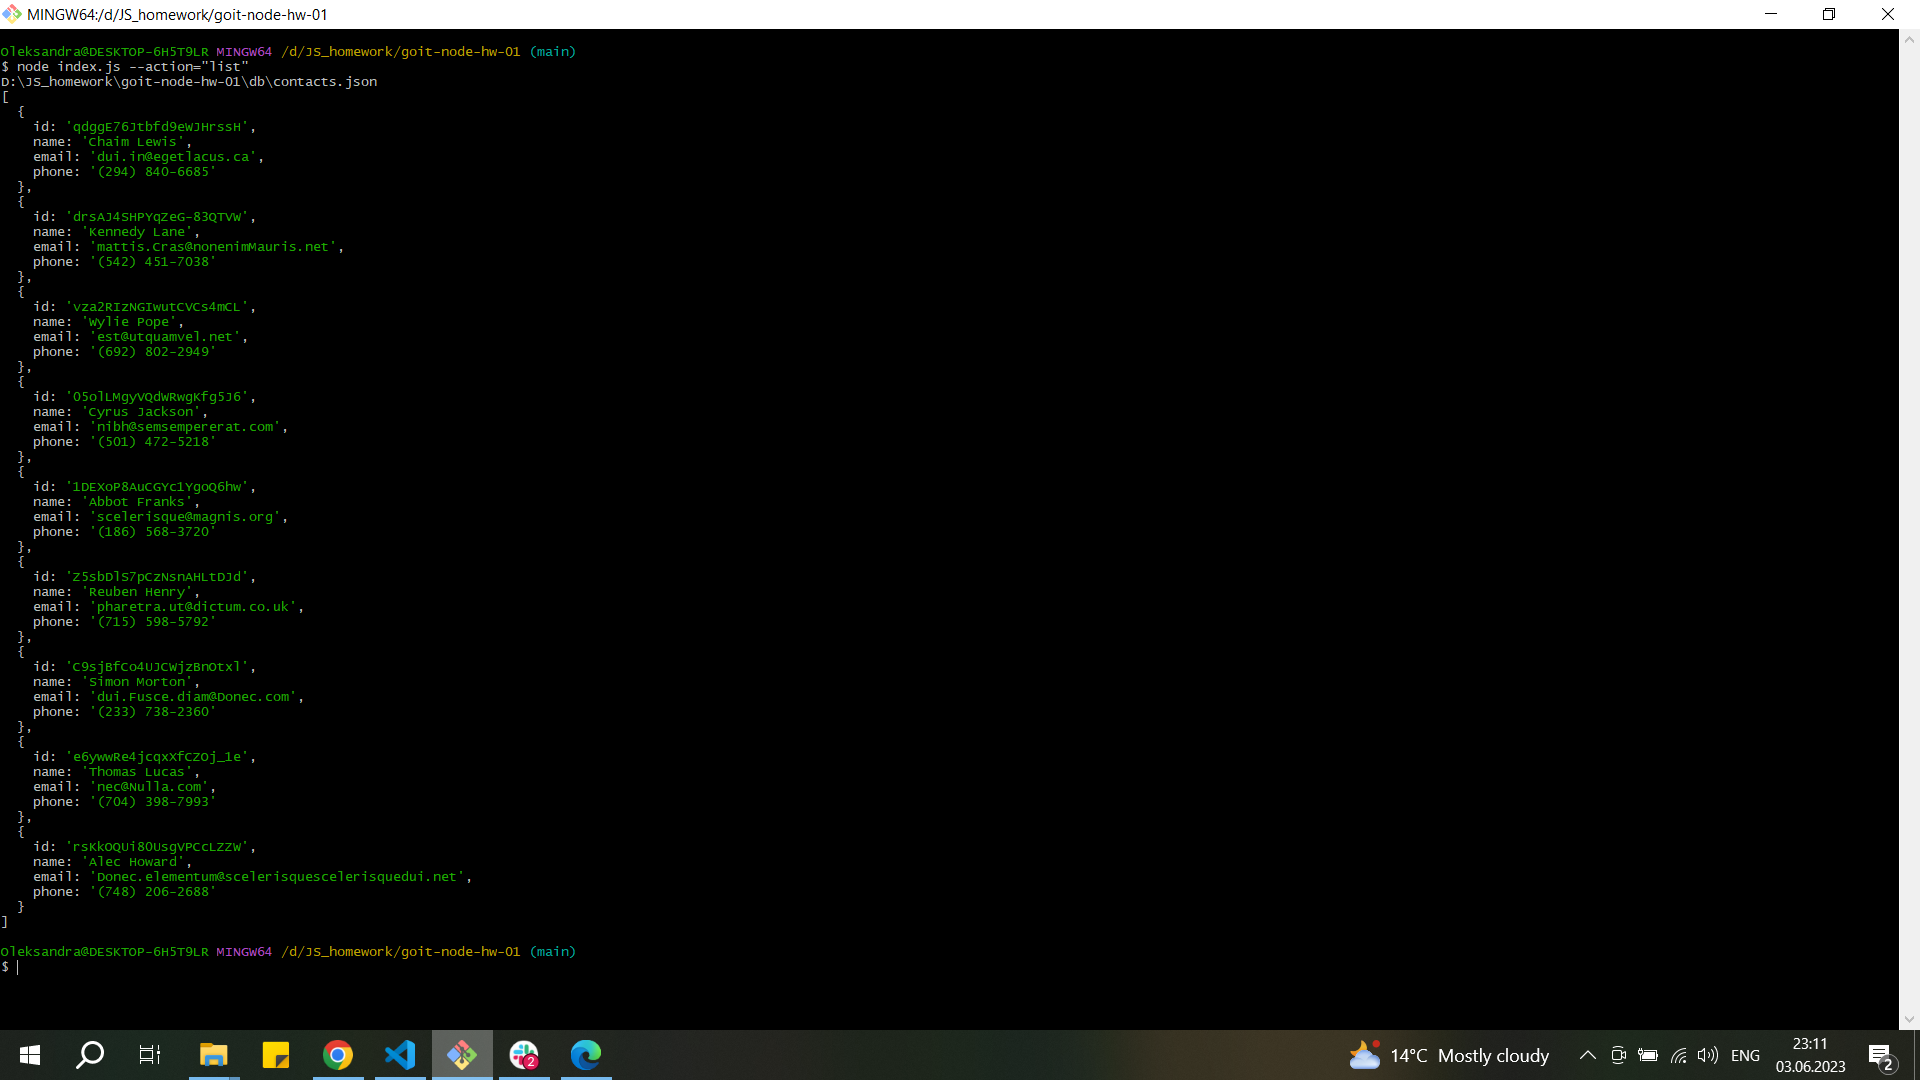 MINGW64:/d/JS_homework/goit-node-hw-01
Oleksandra@DESKTOP-6H5T9LR MINGW64 /d/JS_homework/goit-node-hw-01 (main)
$ node index.js --action="list"
D:\JS_homework\goit-node-hw-01\db\contacts.json
[
  {
    id: 'qdggE76Jtbfd9eWJHrssH',
    name: 'Chaim Lewis',
    email: 'dui.in@egetlacus.ca',
    phone: '(294) 840-6685'
  },
  {
    id: 'drsAJ4SHPYqZeG-83QTVW',
    name: 'Kennedy Lane',
    email: 'mattis.Cras@nonenimMauris.net',
    phone: '(542) 451-7038'
  },
  {
    id: 'vza2RIzNGIwutCVCs4mCL',
    name: 'Wylie Pope',
    email: 'est@utquamvel.net',
    phone: '(692) 802-2949'
  },
  {
    id: '05olLMgyVQdWRwgKfg5J6',
    name: 'Cyrus Jackson',
    email: 'nibh@semsempererat.com',
    phone: '(501) 472-5218'
  },
  {
    id: '1DEXoP8AuCGYc1YgoQ6hw',
    name: 'Abbot Franks',
    email: 'scelerisque@magnis.org',
    phone: '(186) 568-3720'
  },
  {
    id: 'Z5sbDlS7pCzNsnAHLtDJd',
    name: 'Reuben Henry',
    email: 'pharetra.ut@dictum.co.uk',
    phone: '(715) 598-5792'
  },
  {
    id: 'C9sjBfCo4UJCWjzBnOtxl',
    name: 'Simon Morton',
    email: 'dui.Fusce.diam@Donec.com',
    phone: '(233) 738-2360'
  },
  {
    id: 'e6ywwRe4jcqxXfCZOj_1e',
    name: 'Thomas Lucas',
    email: 'nec@Nulla.com',
    phone: '(704) 398-7993'
  },
  {
    id: 'rsKkOQUi80UsgVPCcLZZW',
    name: 'Alec Howard',
    email: 'Donec.elementum@scelerisquescelerisquedui.net',
    phone: '(748) 206-2688'
  }
]
Oleksandra@DESKTOP-6H5T9LR MINGW64 /d/JS_homework/goit-node-hw-01 (main)
$
2
14°C Mostly cloudy
ENG
23:11
03.06.2023
2